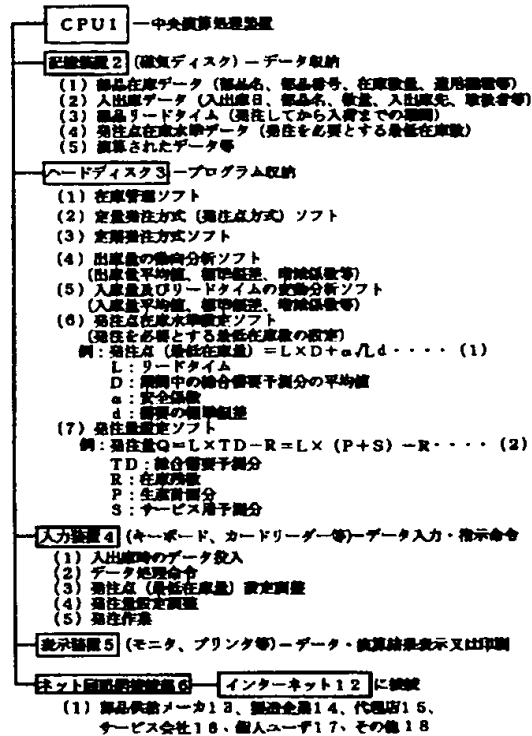 CPU1 ―中央演算処理装置
記憶装置2 (磁気ディスク) ―データ収納
(1) 部品在庫データ (部品名、部品番号、在庫数量、適用機種等)
(2) 入出庫データ (入出庫日、部品名、数量、入出庫先、取扱者等)
(3) 部品リードタイム (発注してから入荷までの期間)
(4) 発注点在庫水準データ (発注を必要とする最低在庫数)
(5) 演算されたデータ等
ハードディスク3 ―プログラム収納
(1) 在庫管理ソフト
(2) 定量発注方式 (発注点方式) ソフト
(3) 定期発注方式ソフト
(4) 出庫量の動向分析ソフト
(出庫量平均値、標準偏差、増減係数等)
(5) 入庫量及びリードタイムの変動分析ソフト
(入庫量平均値、標準偏差、増減係数等)
(6) 発注点在庫水準設定ソフト
(発注を必要とする最低在庫数の設定)
例:発注点 (最低在庫量) =L×D+α√Ld・・・・ (1)
L:リードタイム
D:期間中の総合需要予測分の平均値
α:安全係数
d:需要の標準偏差
(7) 発注量設定ソフト
例:発注量Q=L×TD−R=L× (P+S) −R・・・・ (2)
TD:総合需要予測分
R:在庫残数
P:生産計画分
S:サービス用予測分
入力装置4 (キーボード、カードリーダー等)―データ入力・指示命令
(1) 入出庫時のデータ投入
(2) データ処理命令
(3) 発注点 (最低在庫量) 設定調整
(4) 発注量設定調整
(5) 発注作業
表示装置5 (モニタ、プリンタ等) ―データ・演算結果表示又は印刷
ネット回路網接続部6 ― インターネット12 に接続
(1) 部品供給メーカ13、製造企業14、代理店15、
サービス会社16、個人ユーザ17、その他18